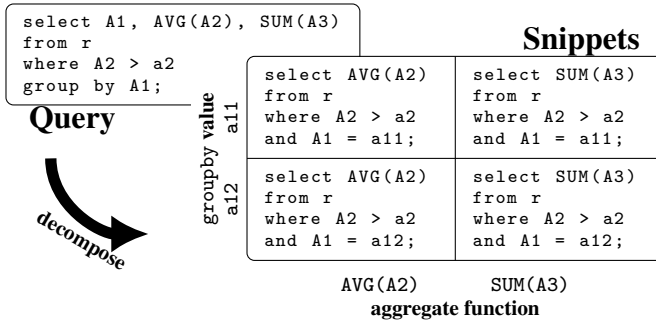 select A1, AVG(A2), SUM(A3)
from r
where A2 > a2
group by A1;
Query
decompose
Snippets
groupby value
a11
a12
select AVG(A2)
from r
where A2 > a2
and A1 = a11;
select SUM(A3)
from r
where A2 > a2
and A1 = a11;
select AVG(A2)
from r
where A2 > a2
and A1 = a12;
select SUM(A3)
from r
where A2 > a2
and A1 = a12;
AVG(A2)
SUM(A3)
aggregate function